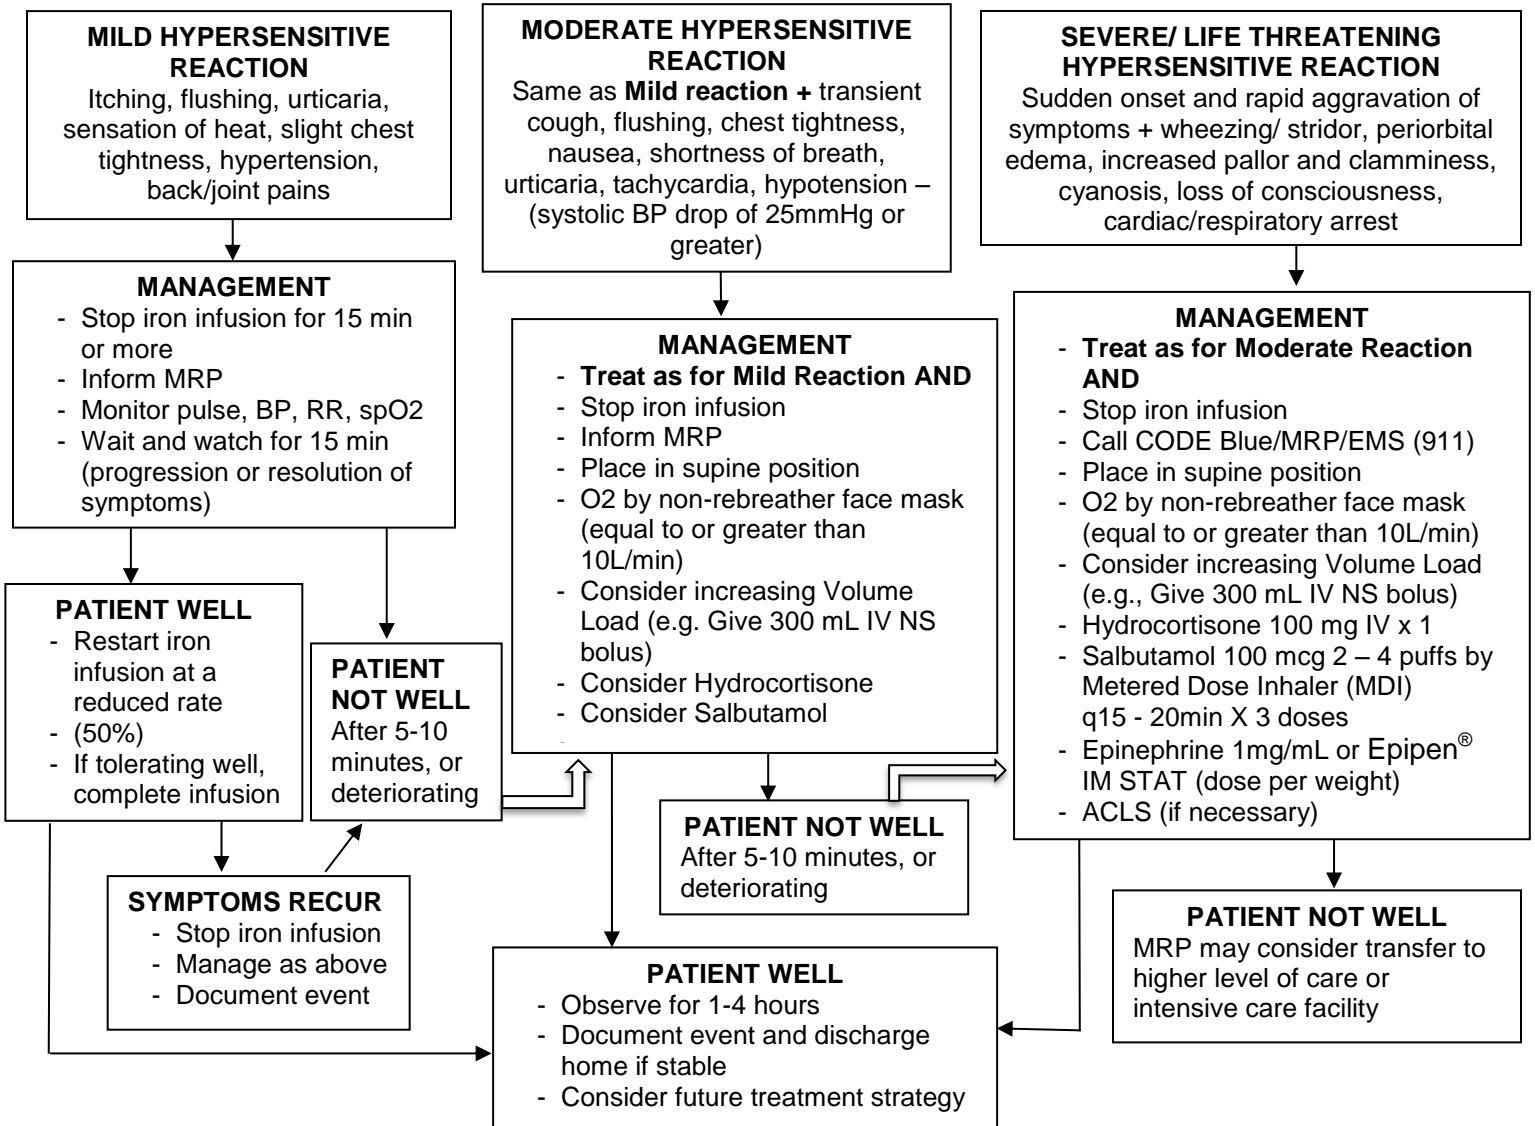 MILD HYPERSENSITIVE
REACTION
Itching, flushing, urticaria,
sensation of heat, slight chest
tightness, hypertension,
back/joint pains
MODERATE HYPERSENSITIVE
REACTION
Same as Mild reaction + transient
cough, flushing, chest tightness,
nausea, shortness of breath,
urticaria, tachycardia, hypotension –
(systolic BP drop of 25mmHg or
greater)
SEVERE/ LIFE THREATENING
HYPERSENSITIVE REACTION
Sudden onset and rapid aggravation of
symptoms + wheezing/ stridor, periorbital
edema, increased pallor and clamminess,
cyanosis, loss of consciousness,
cardiac/respiratory arrest
MANAGEMENT
- Stop iron infusion for 15 min
or more
- Inform MRP
- Monitor pulse, BP, RR, spO2
- Wait and watch for 15 min
(progression or resolution of
symptoms)
MANAGEMENT
- Treat as for Mild Reaction AND
- Stop iron infusion
- Inform MRP
- Place in supine position
- O2 by non-rebreather face mask
(equal to or greater than
10L/min)
- Consider increasing Volume
Load (e.g. Give 300 mL IV NS
bolus)
- Consider Hydrocortisone
- Consider Salbutamol
-
MANAGEMENT
- Treat as for Moderate Reaction
AND
- Stop iron infusion
- Call CODE Blue/MRP/EMS (911)
- Place in supine position
- O2 by non-rebreather face mask
(equal to or greater than 10L/min)
- Consider increasing Volume Load
(e.g., Give 300 mL IV NS bolus)
- Hydrocortisone 100 mg IV x 1
- Salbutamol 100 mcg 2 – 4 puffs by
Metered Dose Inhaler (MDI)
q15 - 20min X 3 doses
- Epinephrine 1mg/mL or Epipen®
IM STAT (dose per weight)
- ACLS (if necessary)
PATIENT WELL
- Restart iron
infusion at a
reduced rate
- (50%)
- If tolerating well,
complete infusion
PATIENT
NOT WELL
After 5-10
minutes, or
deteriorating
PATIENT NOT WELL
After 5-10 minutes, or
deteriorating
SYMPTOMS RECUR
- Stop iron infusion
- Manage as above
- Document event
PATIENT WELL
- Observe for 1-4 hours
- Document event and discharge
home if stable
- Consider future treatment strategy
PATIENT NOT WELL
MRP may consider transfer to
higher level of care or
intensive care facility